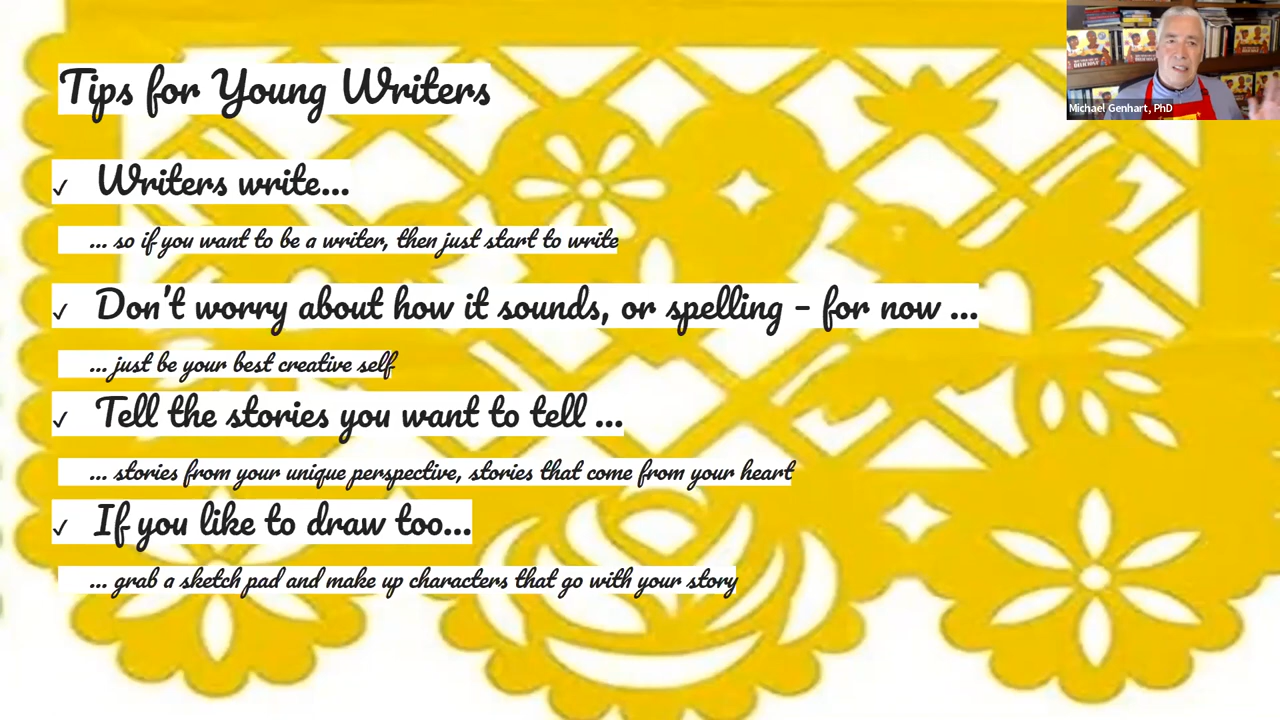 Tips for Young Writers
✓ Writers write...
... so if you want to be a writer, then just start to write
✓ Don't worry about how it sounds, or spelling – for now ...
... just be your best creative self
✓ Tell the stories you want to tell ...
... stories from your unique perspective, stories that come from your heart
✓ If you like to draw too...
... grab a sketch pad and make up characters that go with your story
Michael Genhart, PhD